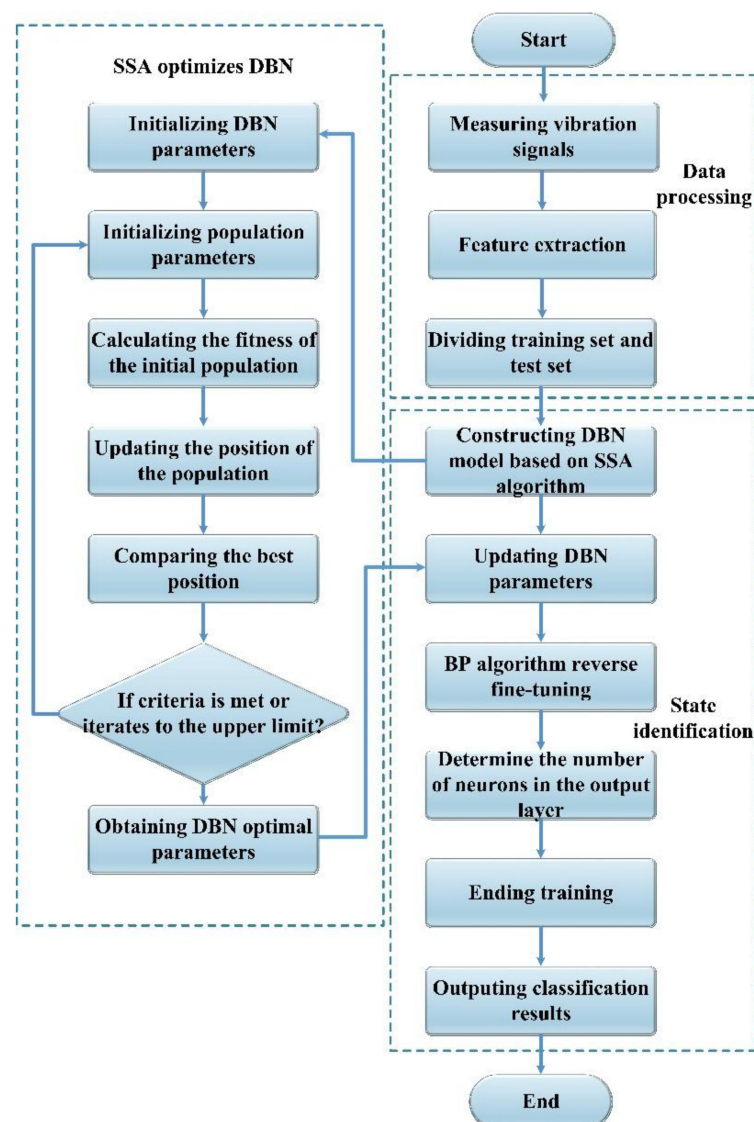 SSA optimizes DBN
Initializing DBN
parameters
Initializing population
parameters
Calculating the fitness of
the initial population
Updating the position of
the population
Comparing the best
position
If criteria is met or
iterates to the upper limit?
Obtaining DBN optimal
parameters
Start
Measuring vibration
signals
Feature extraction
Dividing training set and
test set
Data
processing
Constructing DBN
model based on SSA
algorithm
Updating DBN
parameters
BP algorithm reverse
fine-tuning
Determine the number
of neurons in the output
layer
Ending training
Outputing classification
results
State
identification
End